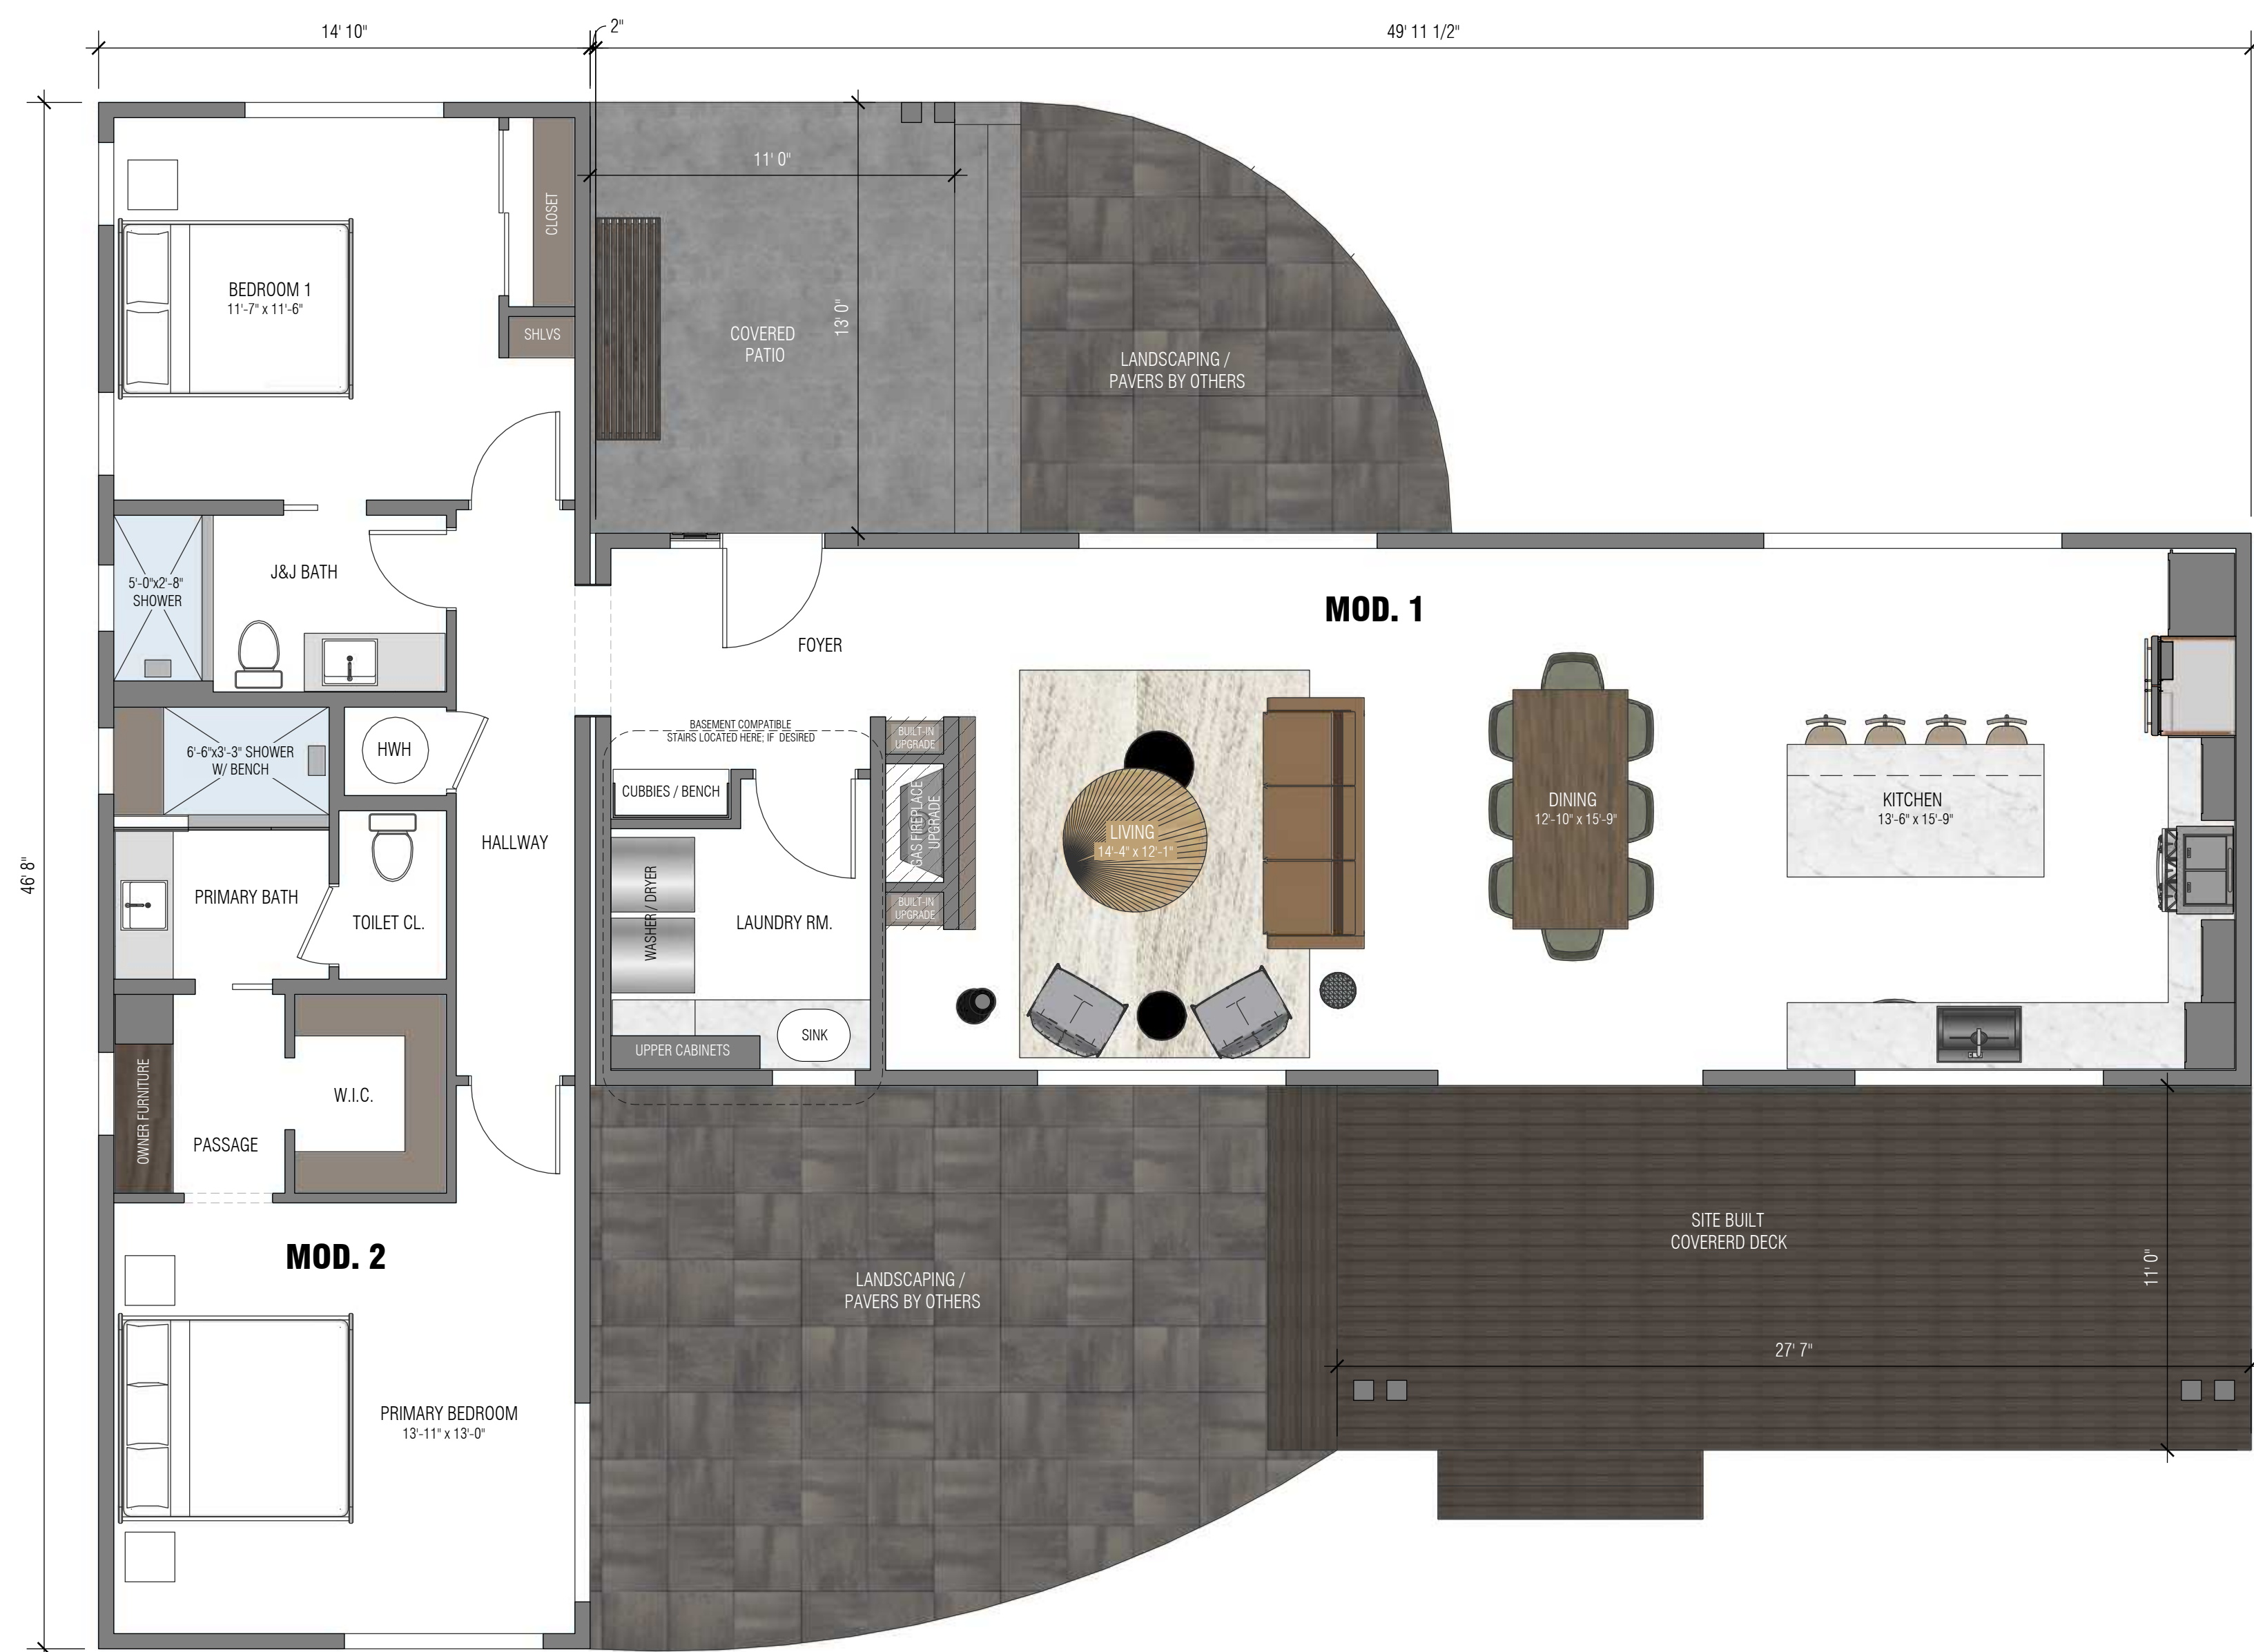 14' 10"
2"
49' 11 1/2"
46' 8"
11' 0"
13' 0"
CLOSET
SHLVS
BEDROOM 1
11'-7" x 11'-6"
COVERED
PATIO
LANDSCAPING /
PAVERS BY OTHERS
J&J BATH
5'-0"x2'-8"
SHOWER
MOD. 1
FOYER
BASEMENT COMPATIBLE
STAIRS LOCATED HERE; IF DESIRED
6'-6"x3'-3" SHOWER
W/ BENCH
HWH
CUBBIES / BENCH
BUILT-IN
UPGRADE
GAS FIREPLACE
UPGRADE
BUILT-IN
UPGRADE
HALLWAY
LIVING
14'-4" x 12'-1"
DINING
12'-10" x 15'-9"
KITCHEN
13'-6" x 15'-9"
PRIMARY BATH
TOILET CL.
WASHER / DRYER
LAUNDRY RM.
SINK
UPPER CABINETS
OWNER FURNITURE
W.I.C.
PASSAGE
MOD. 2
LANDSCAPING /
PAVERS BY OTHERS
SITE BUILT
COVERERD DECK
11' 0"
27' 7"
PRIMARY BEDROOM
13'-11" x 13'-0"